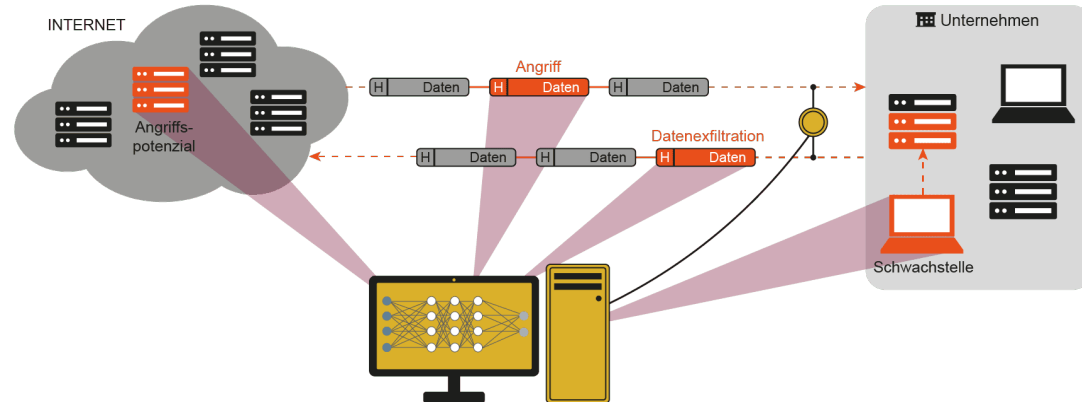 INTERNET
Unternehmen
Angriff
H Daten
H Daten
H Daten
Angriffs-
potenzial
Datenexfiltration
H Daten
H Daten
H Daten
Schwachstelle